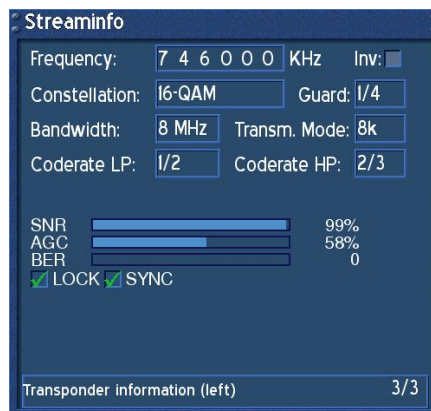 Streaminfo
Frequency: 7 4 6 0 0 0 KHz Inv:
Constellation: 16-QAM Guard: 1/4
Bandwidth: 8 MHz Transm. Mode: 8k
Coderate LP: 1/2 Coderate HP: 2/3
SNR 99%
AGC 58%
BER 0
LOCK SYNC
Transponder information (left) 3/3